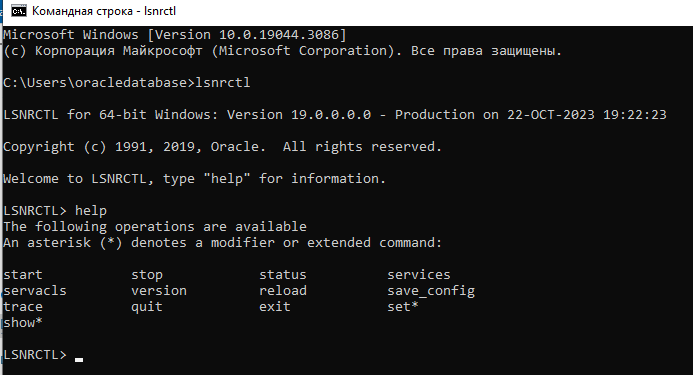 Командная строка - lsnrctl
Microsoft Windows [Version 10.0.19044.3086]
(c) Корпорация Майкрософт (Microsoft Corporation). Все права защищены.
C:\Users\oracledatabase>lsnrctl
LSNRCTL for 64-bit Windows: Version 19.0.0.0.0 - Production on 22-OCT-2023 19:22:23
Copyright (c) 1991, 2019, Oracle.  All rights reserved.
Welcome to LSNRCTL, type "help" for information.
LSNRCTL> help
The following operations are available
An asterisk (*) denotes a modifier or extended command:
start stop status services
servacls version reload save_config
trace quit exit set*
show*
LSNRCTL>